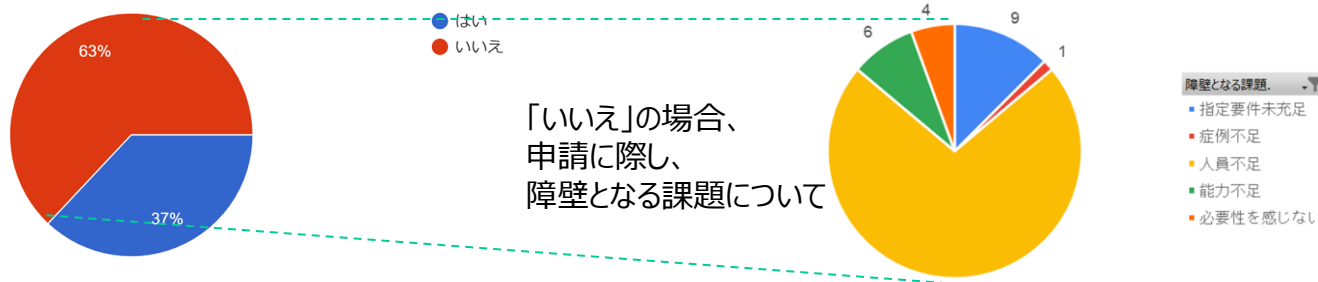 63%
37%
はい
いいえ
「いいえ」の場合、
申請に際し、
障壁となる課題について
4
6
9
1
障壁となる課題.
指定要件未充足
症例不足
人員不足
能力不足
必要性を感じない